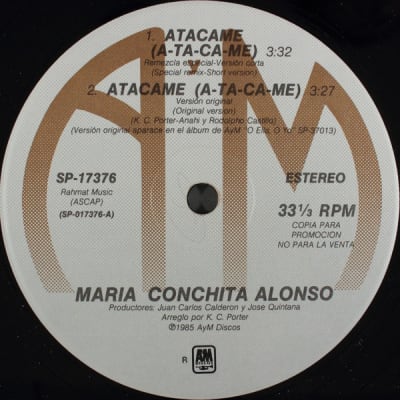 1. ATACAME
(A-TA-CA-ME) 3:32
Remezcla especial-Versión corta
(Special remix-Short version)
2. ATACAME (A-TA-CA-ME) 3:27
Versión original
(Original version)
(K. C. Porter-Anahi y Rodolpho Castillo)
(Versión original aparece en el álbum de AyM "O Ella, O Yo" SP-37013)
SP-17376
Rahmat Music
(ASCAP)
(SP-017376-A)
ESTEREO
33⅓ RPM
COPIA PARA
PROMOCION
NO PARA LA VENTA
MARIA CONCHITA ALONSO
Productores: Juan Carlos Calderon y Jose Quintana
Arreglo por K. C. Porter
℗1985 AyM Discos
R
A&M